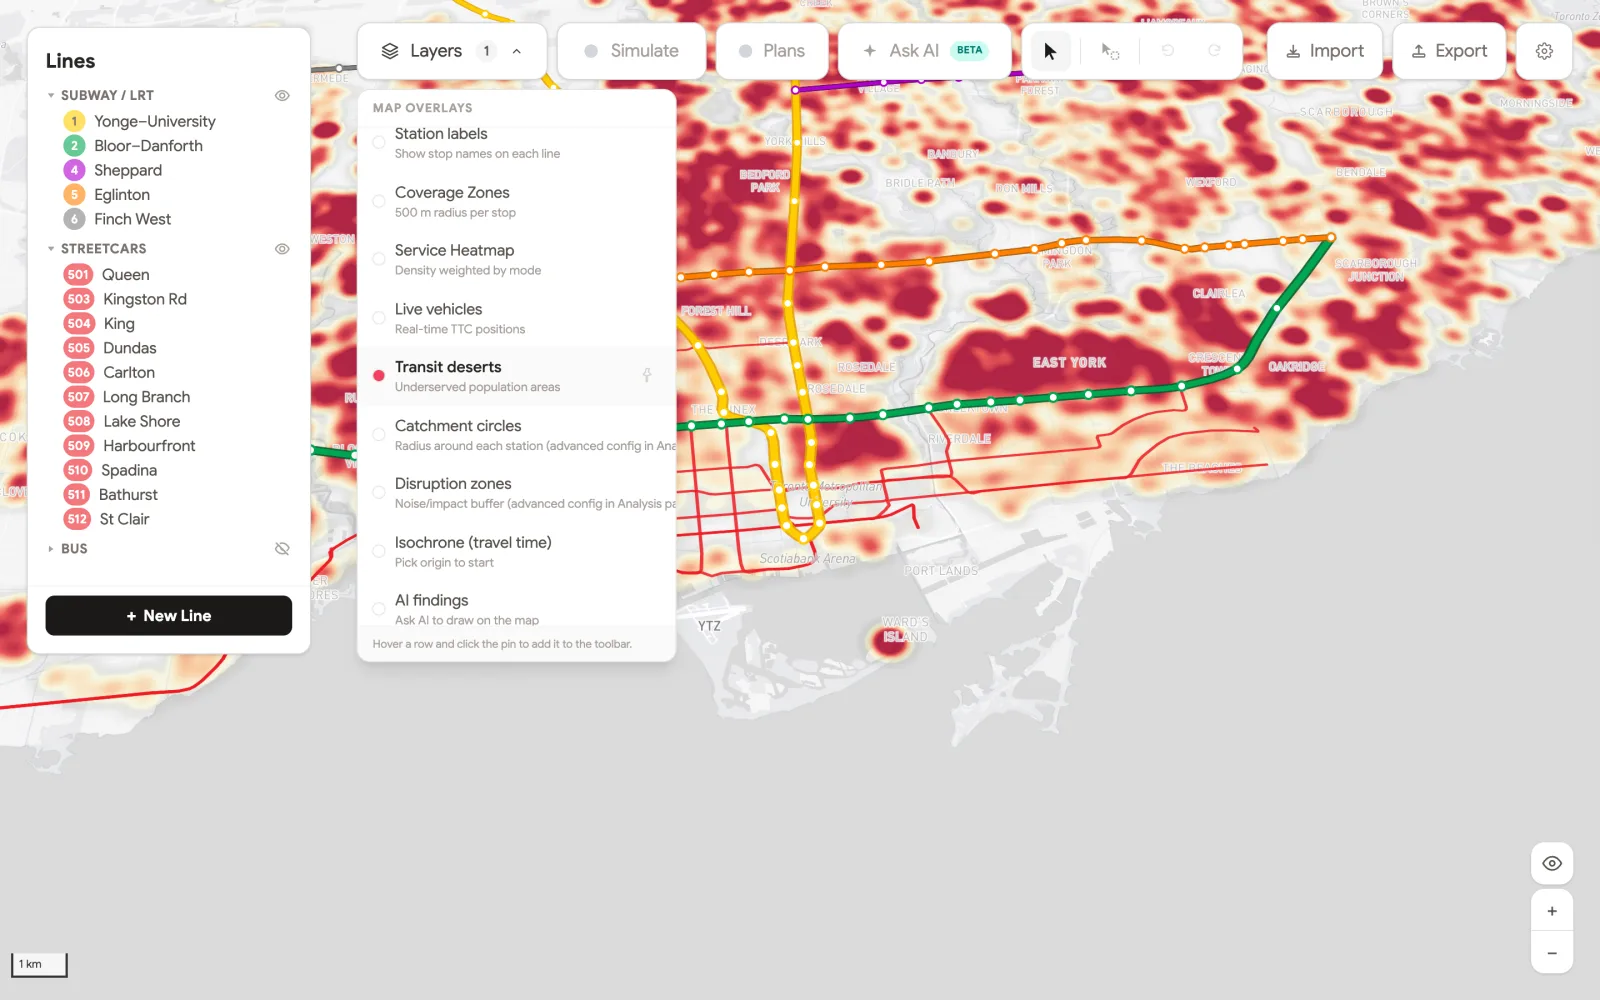 Lines
SUBWAY / LRT
1 Yonge–University
2 Bloor–Danforth
4 Sheppard
5 Eglinton
6 Finch West
STREETCARS
501 Queen
503 Kingston Rd
504 King
505 Dundas
506 Carlton
507 Long Branch
508 Lake Shore
509 Harbourfront
510 Spadina
511 Bathurst
512 St Clair
BUS
+ New Line
Layers 1
Simulate
Plans
Ask AI BETA
Import
Export
MAP OVERLAYS
Station labels
Show stop names on each line
Coverage Zones
500 m radius per stop
Service Heatmap
Density weighted by mode
Live vehicles
Real-time TTC positions
Transit deserts
Underserved population areas
Catchment circles
Radius around each station (advanced config in Ana
Disruption zones
Noise/impact buffer (advanced config in Analysis pa
Isochrone (travel time)
Pick origin to start
AI findings
Ask AI to draw on the map
Hover a row and click the pin to add it to the toolbar.
BROWN'S
CORNERS
SCARBOROUGH
MORNINGSIDE
BEDFORD
PARK
BANBURY
BRIDLE PATH
DON MILLS
WEXFORD
BENDALE
SCARBOROUGH
JUNCTION
CLAIRLEA
FOREST HILL
EAST YORK
OAKRIDGE
ROSEDALE
ROSEDALE
RIVERDALE
THE BEACHES
Toronto Metropolitan
University
Scotiabank Arena
PORT LANDS
WARD'S
ISLAND
YTZ
WESTON
1 km